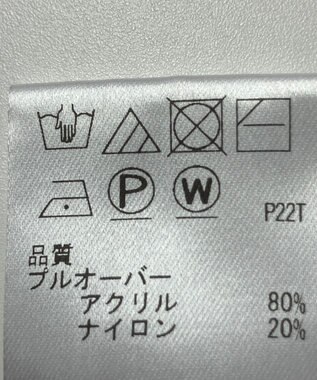 P W
P22T
品質
プルオーバー
アクリル 80%
ナイロン 20%